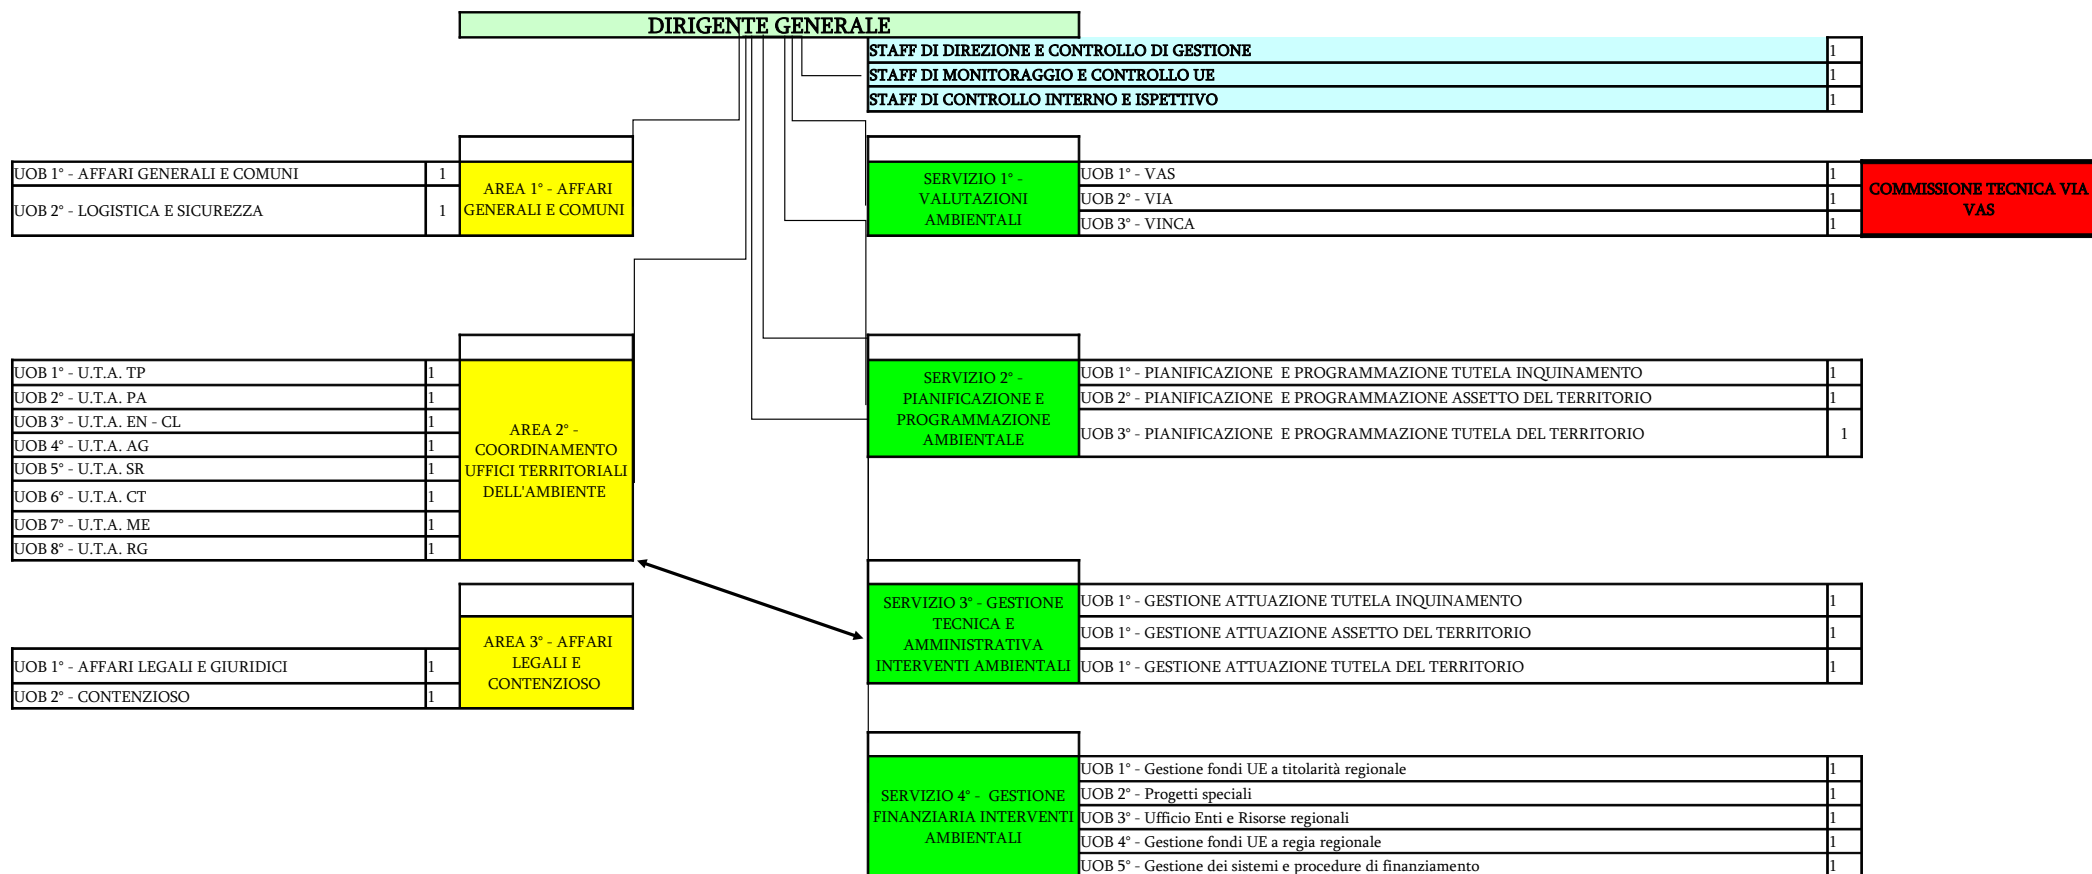 DIRIGENTE GENERALE
STAFF DI DIREZIONE E CONTROLLO DI GESTIONE 1
STAFF DI MONITORAGGIO E CONTROLLO UE 1
STAFF DI CONTROLLO INTERNO E ISPETTIVO 1
UOB 1° - AFFARI GENERALI E COMUNI 1
UOB 2° - LOGISTICA E SICUREZZA 1
AREA 1° - AFFARI
GENERALI E COMUNI
SERVIZIO 1° -
VALUTAZIONI
AMBIENTALI
UOB 1° - VAS 1
UOB 2° - VIA 1
UOB 3° - VINCA 1
COMMISSIONE TECNICA VIA
VAS
UOB 1° - U.T.A. TP 1
UOB 2° - U.T.A. PA 1
UOB 3° - U.T.A. EN - CL 1
UOB 4° - U.T.A. AG 1
UOB 5° - U.T.A. SR 1
UOB 6° - U.T.A. CT 1
UOB 7° - U.T.A. ME 1
UOB 8° - U.T.A. RG 1
AREA 2° -
COORDINAMENTO
UFFICI TERRITORIALI
DELL'AMBIENTE
SERVIZIO 2° -
PIANIFICAZIONE E
PROGRAMMAZIONE
AMBIENTALE
UOB 1° - PIANIFICAZIONE E PROGRAMMAZIONE TUTELA INQUINAMENTO 1
UOB 2° - PIANIFICAZIONE E PROGRAMMAZIONE ASSETTO DEL TERRITORIO 1
UOB 3° - PIANIFICAZIONE E PROGRAMMAZIONE TUTELA DEL TERRITORIO 1
UOB 1° - AFFARI LEGALI E GIURIDICI 1
UOB 2° - CONTENZIOSO 1
AREA 3° - AFFARI
LEGALI E
CONTENZIOSO
SERVIZIO 3° - GESTIONE
TECNICA E
AMMINISTRATIVA
INTERVENTI AMBIENTALI
UOB 1° - GESTIONE ATTUAZIONE TUTELA INQUINAMENTO 1
UOB 1° - GESTIONE ATTUAZIONE ASSETTO DEL TERRITORIO 1
UOB 1° - GESTIONE ATTUAZIONE TUTELA DEL TERRITORIO 1
SERVIZIO 4° - GESTIONE
FINANZIARIA INTERVENTI
AMBIENTALI
UOB 1° - Gestione fondi UE a titolarità regionale 1
UOB 2° - Progetti speciali 1
UOB 3° - Ufficio Enti e Risorse regionali 1
UOB 4° - Gestione fondi UE a regia regionale 1
UOB 5° - Gestione dei sistemi e procedure di finanziamento 1